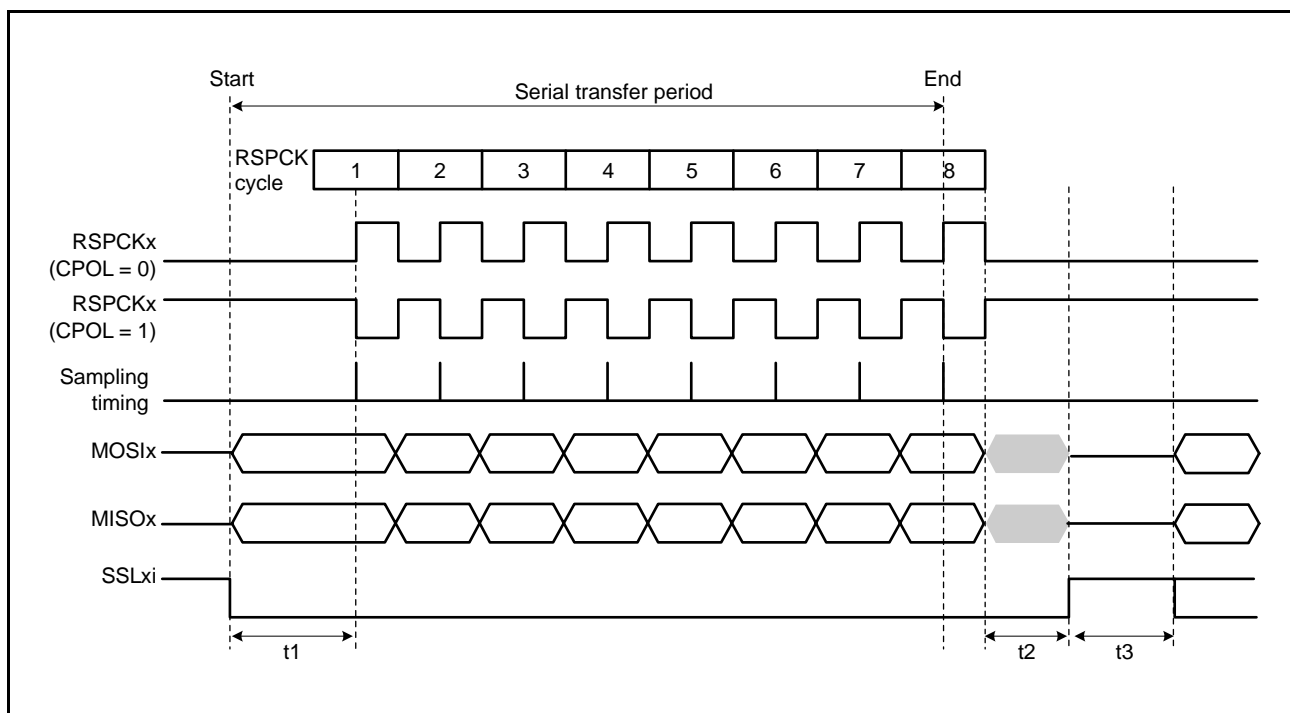 Start
End
Serial transfer period
RSPCK
cycle
1 2 3 4 5 6 7 8
RSPCKx
(CPOL = 0)
RSPCKx
(CPOL = 1)
Sampling
timing
MOSIx
MISOx
SSLxi
t1
t2
t3